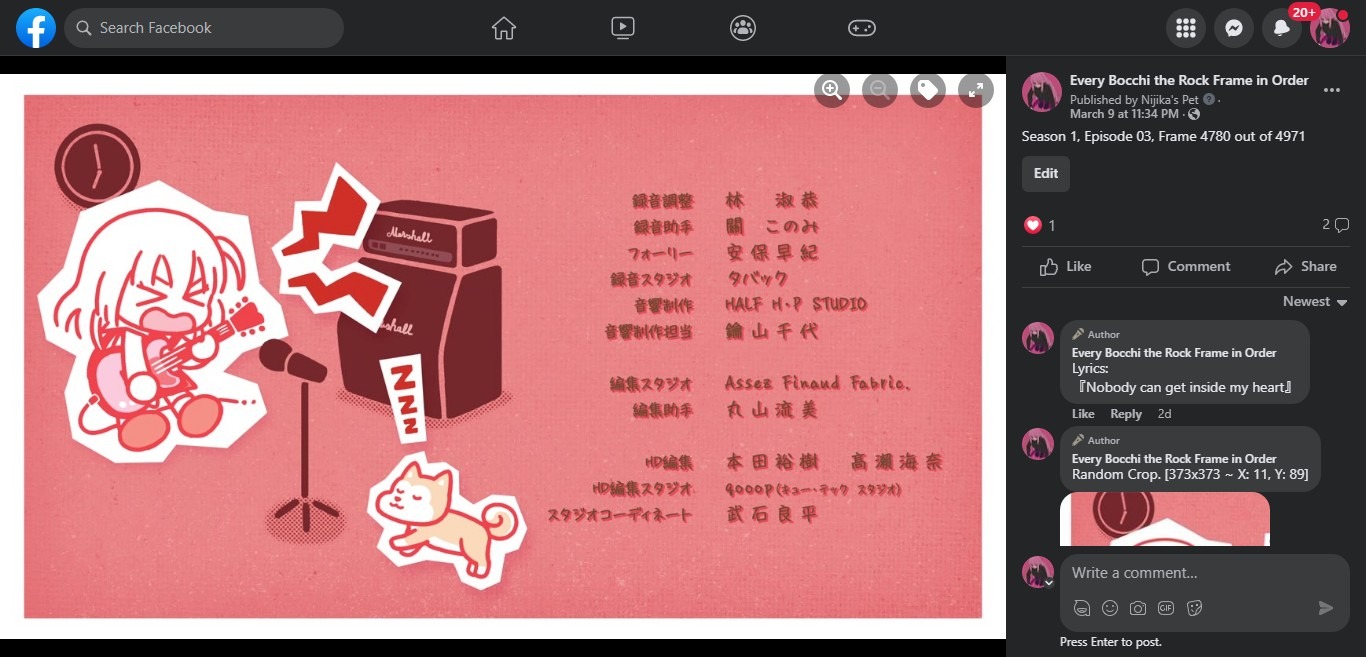 Search Facebook
20+
Marshall
Marshall
NNN
録音調整 林 淑恭
録音助手 關 このみ
フォーリー 安保早紀
録音スタジオ タバック
音響制作 HALF H・P STUDIO
音響制作担当 鑰山千代
編集スタジオ Assez Finaud Fabric.
編集助手 丸山流美
HD編集 本田裕樹 髙瀬海奈
HD編集スタジオ q000p(キュー・テック スタジオ)
スタジオコーディネート 武石良平
Every Bocchi the Rock Frame in Order
Published by Nijika's Pet ·
March 9 at 11:34 PM ·
Season 1, Episode 03, Frame 4780 out of 4971
Edit
1
2
Like Comment Share
Newest
Author
Every Bocchi the Rock Frame in Order
Lyrics:
『Nobody can get inside my heart』
Like Reply 2d
Author
Every Bocchi the Rock Frame in Order
Random Crop. [373x373 ~ X: 11, Y: 89]
Write a comment...
GIF
Press Enter to post.